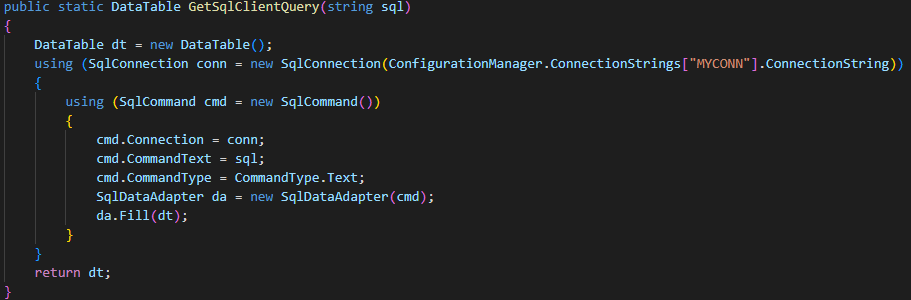 public static DataTable GetSqlClientQuery(string sql)
{
    DataTable dt = new DataTable();
    using (SqlConnection conn = new SqlConnection(ConfigurationManager.ConnectionStrings["MYCONN"].ConnectionString))
    {
        using (SqlCommand cmd = new SqlCommand())
        {
            cmd.Connection = conn;
            cmd.CommandText = sql;
            cmd.CommandType = CommandType.Text;
            SqlDataAdapter da = new SqlDataAdapter(cmd);
            da.Fill(dt);
        }
    }
    return dt;
}